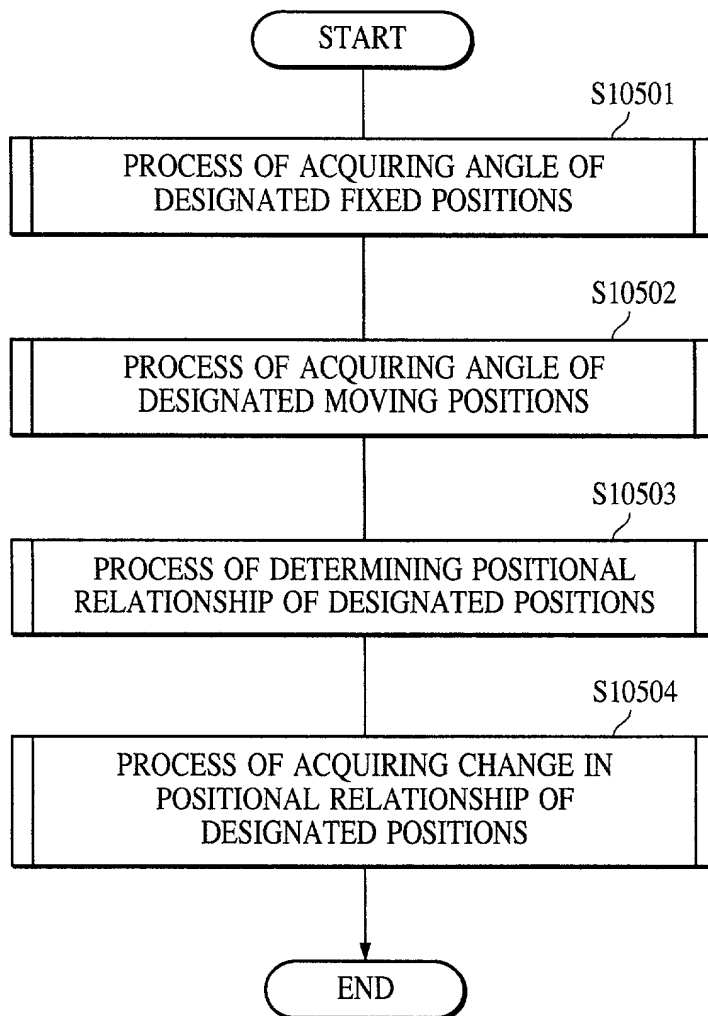 START
S10501
PROCESS OF ACQUIRING ANGLE OF
DESIGNATED FIXED POSITIONS
S10502
PROCESS OF ACQUIRING ANGLE OF
DESIGNATED MOVING POSITIONS
S10503
PROCESS OF DETERMINING POSITIONAL
RELATIONSHIP OF DESIGNATED POSITIONS
S10504
PROCESS OF ACQUIRING CHANGE IN
POSITIONAL RELATIONSHIP OF
DESIGNATED POSITIONS
END